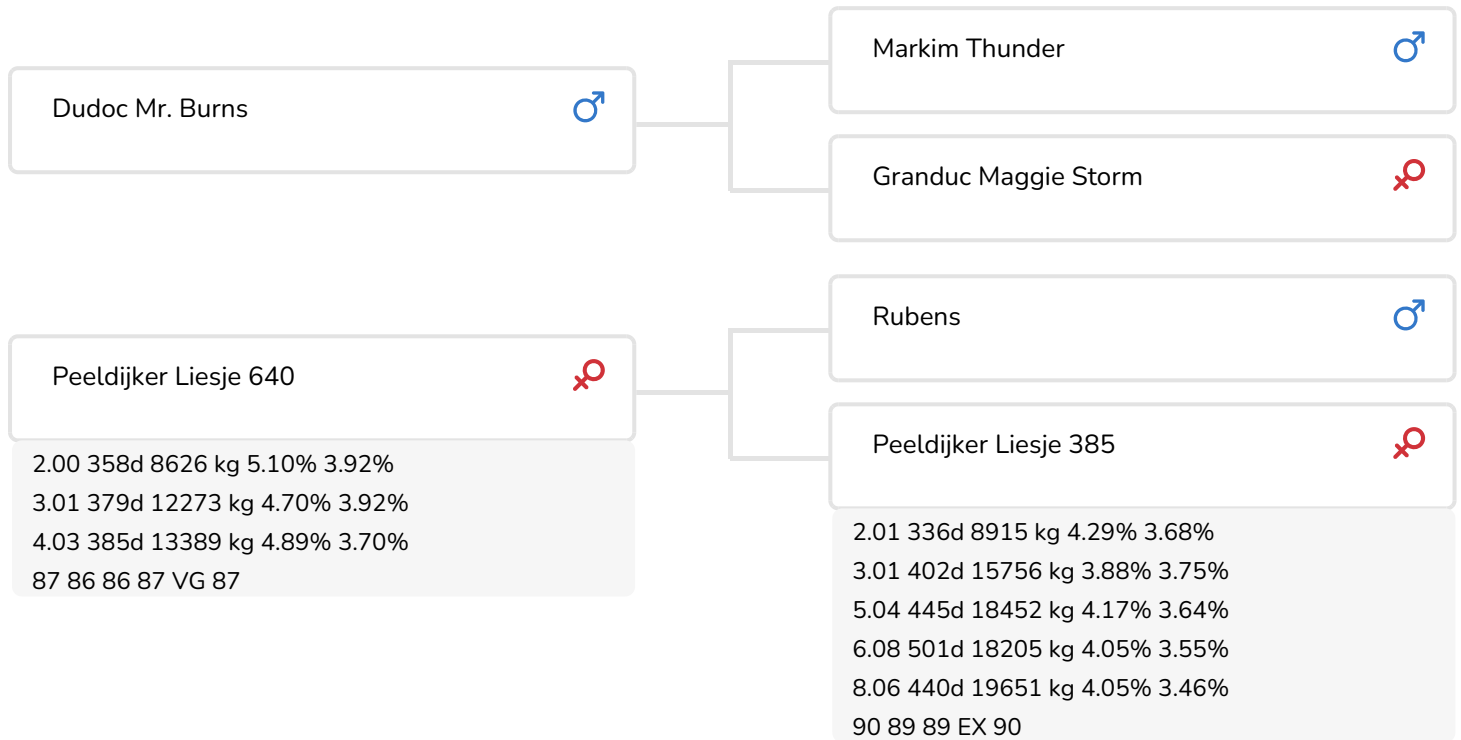 Dudoc Mr. Burns
Markim Thunder
Granduc Maggie Storm
Peeldijker Liesje 640
2.00 358d 8626 kg 5.10% 3.92%
3.01 379d 12273 kg 4.70% 3.92%
4.03 385d 13389 kg 4.89% 3.70%
87 86 86 87 VG 87
Rubens
Peeldijker Liesje 385
2.01 336d 8915 kg 4.29% 3.68%
3.01 402d 15756 kg 3.88% 3.75%
5.04 445d 18452 kg 4.17% 3.64%
6.08 501d 18205 kg 4.05% 3.55%
8.06 440d 19651 kg 4.05% 3.46%
90 89 89 EX 90